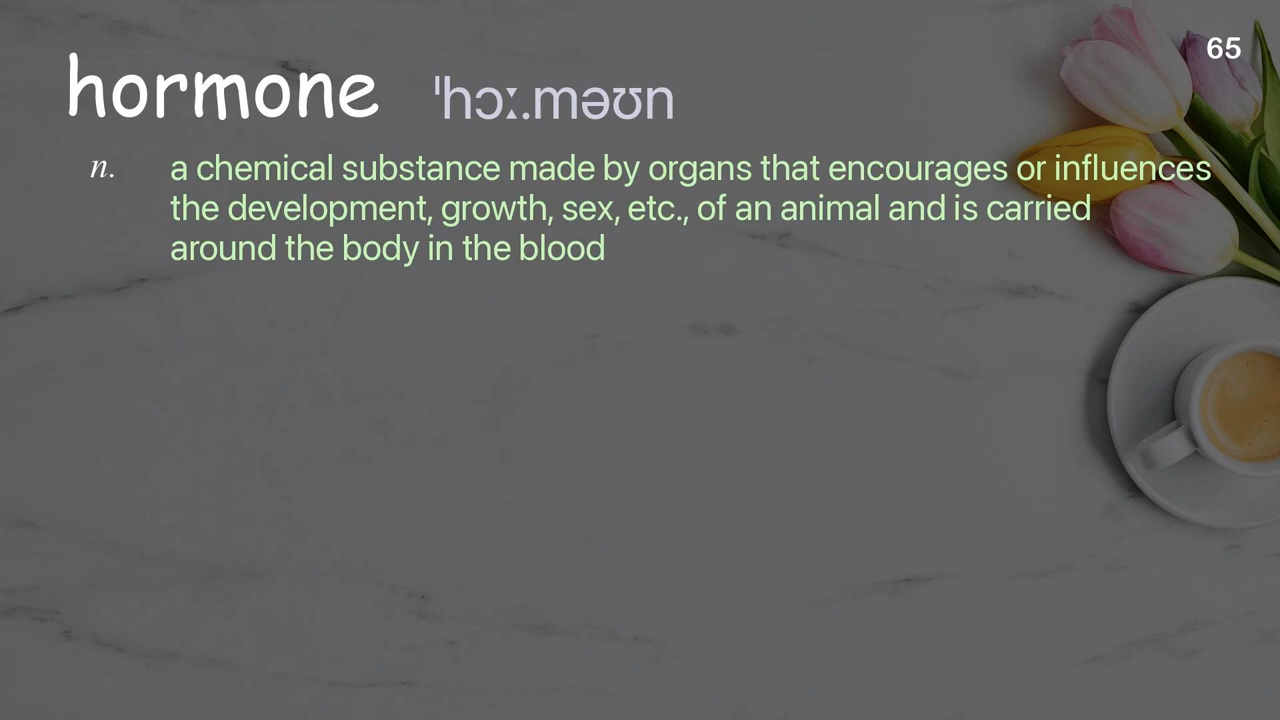 65
hormone ˈhɔː.məʊn
n. a chemical substance made by organs that encourages or influences
the development, growth, sex, etc., of an animal and is carried
around the body in the blood